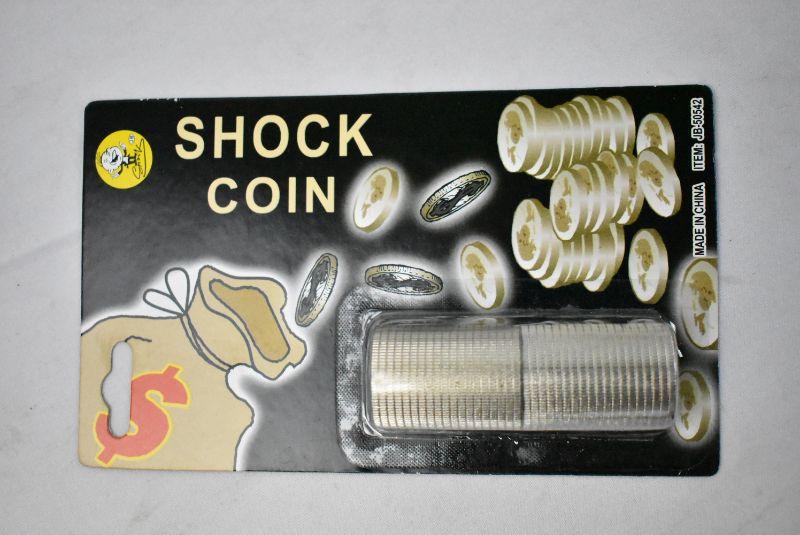 SHOCK
COIN
MADE IN CHINA ITEM: JB-50542
$